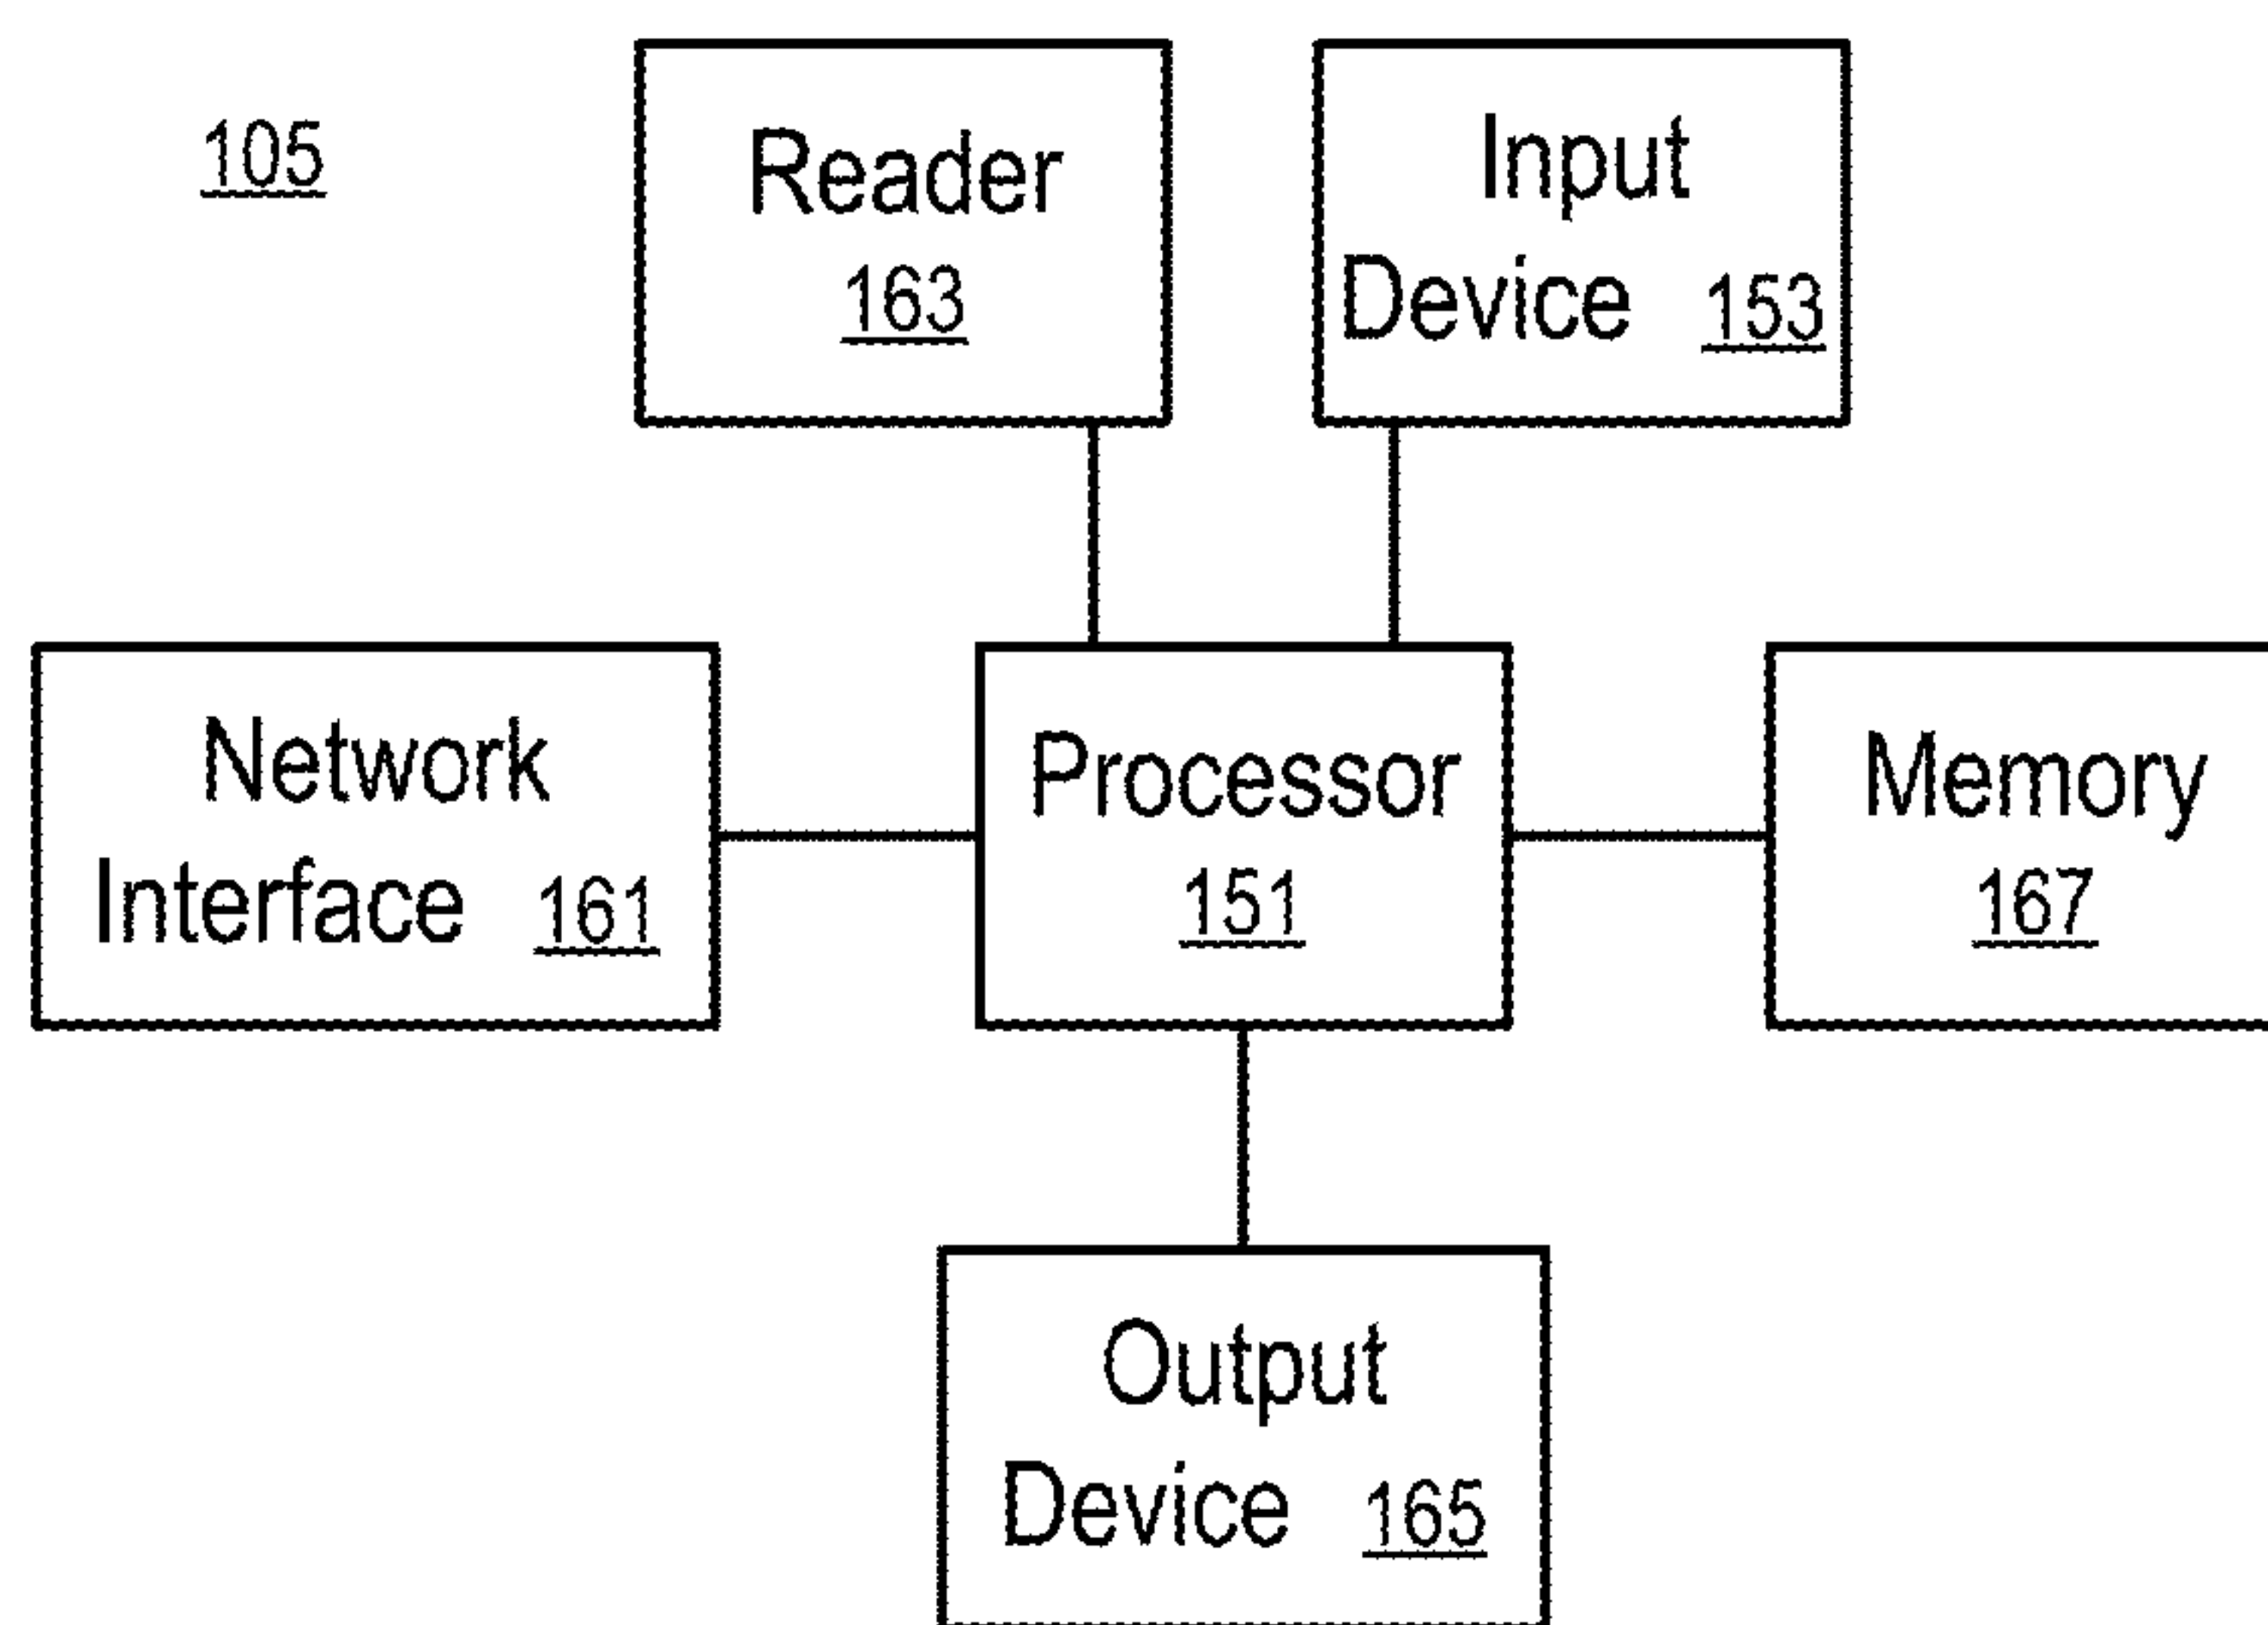 105
Reader
163
Input
Device 153
Network
Interface 161
Processor
151
Memory
167
Output
Device 165